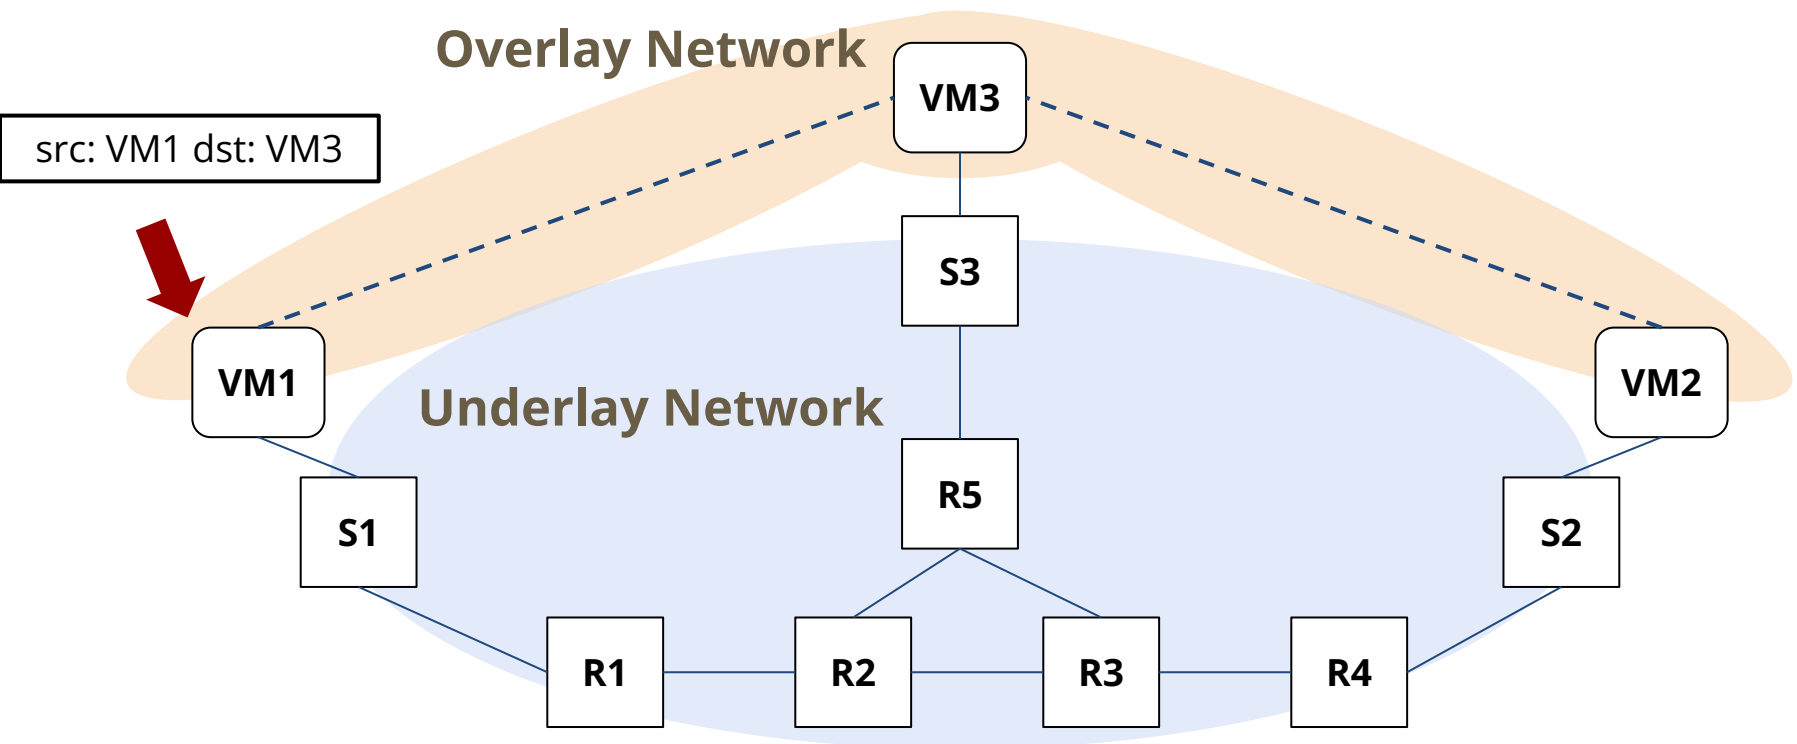 Overlay Network
VM3
src: VM1 dst: VM3
S3
VM1
VM2
Underlay Network
R5
S1
S2
R1
R2
R3
R4